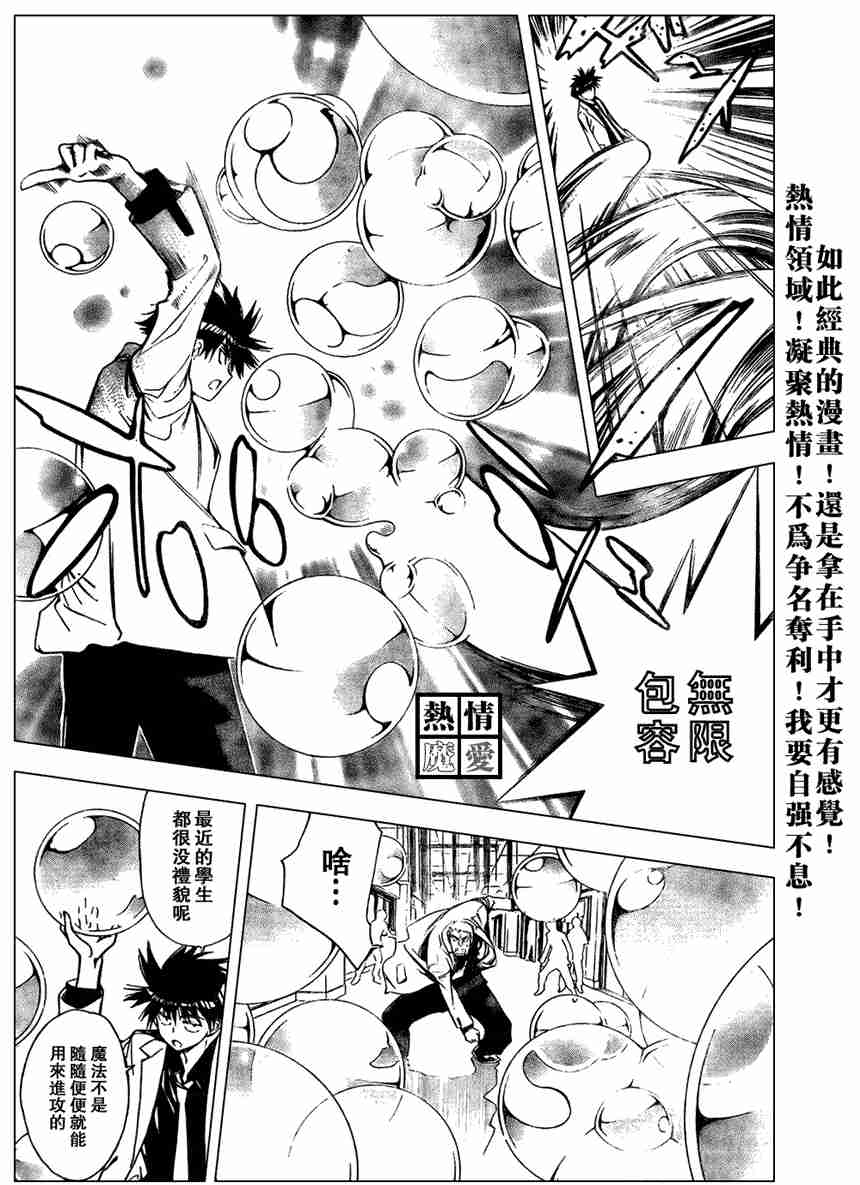 無限
包容
熱情
魔愛
啥…
最近的學生
都很没禮貌呢
魔法不是
隨隨便便就能
用來進攻的
如此經典的漫畫！還是拿在手中才更有感覺！
熱情領域！凝聚熱情！不爲争名奪利！我要自强不息！